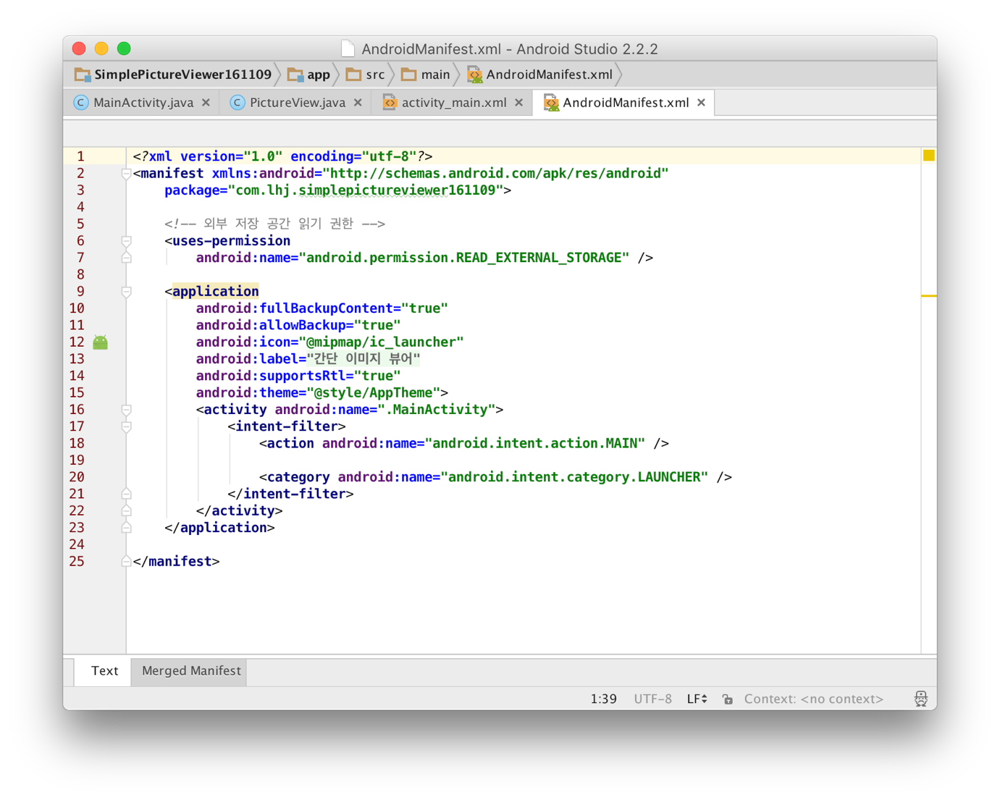 AndroidManifest.xml - Android Studio 2.2.2
SimplePictureViewer161109 app src main AndroidManifest.xml
MainActivity.java PictureView.java activity_main.xml AndroidManifest.xml
1 <?xml version="1.0" encoding="utf-8"?>
2 <manifest xmlns:android="http://schemas.android.com/apk/res/android"
3 package="com.lhj.simplepictureviewer161109">
4
5 <!-- 외부 저장 공간 읽기 권한 -->
6 <uses-permission
7 android:name="android.permission.READ_EXTERNAL_STORAGE" />
8
9 <application
10 android:fullBackupContent="true"
11 android:allowBackup="true"
12 android:icon="@mipmap/ic_launcher"
13 android:label="간단 이미지 뷰어"
14 android:supportsRtl="true"
15 android:theme="@style/AppTheme">
16 <activity android:name=".MainActivity">
17 <intent-filter>
18 <action android:name="android.intent.action.MAIN" />
19
20 <category android:name="android.intent.category.LAUNCHER" />
21 </intent-filter>
22 </activity>
23 </application>
24
25 </manifest>
Text Merged Manifest
1:39 UTF-8 LF Context: <no context>